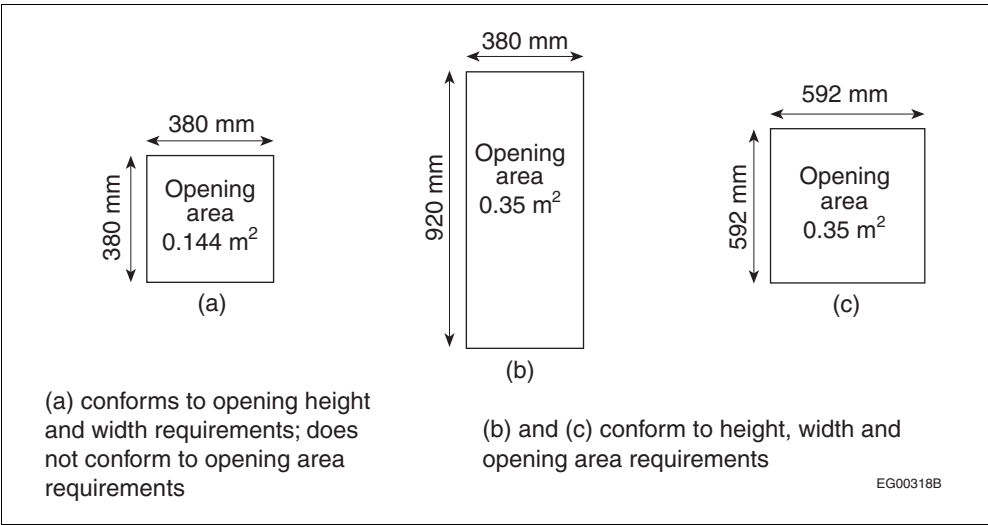 380 mm
380 mm
Opening
area
0.144 m²
(a)
380 mm
920 mm
Opening
area
0.35 m²
(b)
592 mm
592 mm
Opening
area
0.35 m²
(c)
(a) conforms to opening height
and width requirements; does
not conform to opening area
requirements
(b) and (c) conform to height, width and
opening area requirements
EG00318B